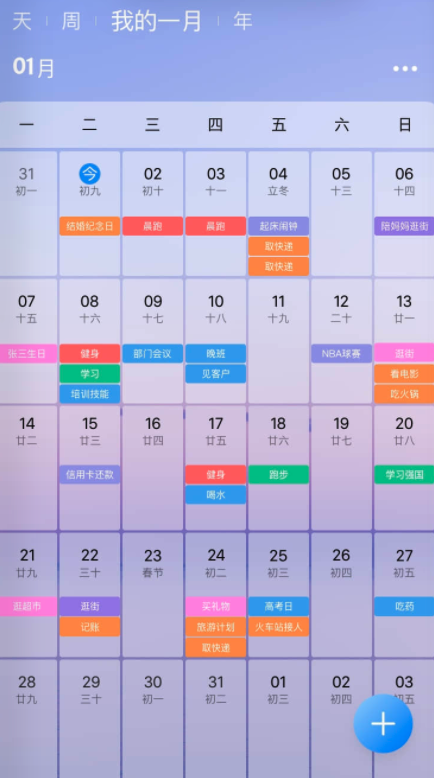 天 周 我的一月 年
01月
一 二 三 四 五 六 日
31 今 02 03 04 05 06
初一 初九 初十 十一 立冬 十三 十四
结婚纪念日 晨跑 晨跑 起床闹钟 陪妈妈逛街
取快递
取快递
07 08 09 10 11 12 13
十五 十六 十七 十八 十九 二十 廿一
张三生日 健身 部门会议 晚班 NBA球赛 逛街
学习 见客户 看电影
培训技能 吃火锅
14 15 16 17 18 19 20
廿二 廿三 廿四 廿五 廿六 廿七 廿八
信用卡还款 健身 跑步 学习强国
喝水
21 22 23 24 25 26 27
廿九 三十 春节 初二 初三 初四 初五
逛超市 逛街 买礼物 高考日 吃药
记账 旅游计划 火车站接人
取快递
28 29 30 31 01 02 03
廿九 三十 初一 初二 初三 初四 初五